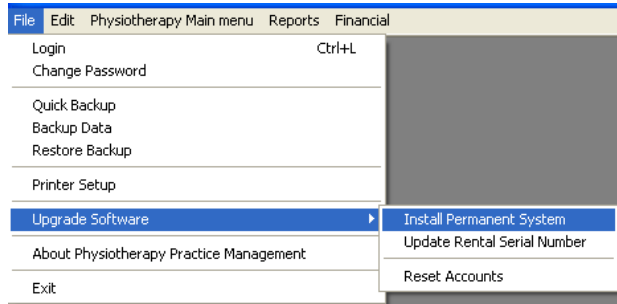 File Edit Physiotherapy Main menu Reports Financial
Login Ctrl+L
Change Password
Quick Backup
Backup Data
Restore Backup
Printer Setup
Upgrade Software
Install Permanent System
Update Rental Serial Number
Reset Accounts
About Physiotherapy Practice Management
Exit